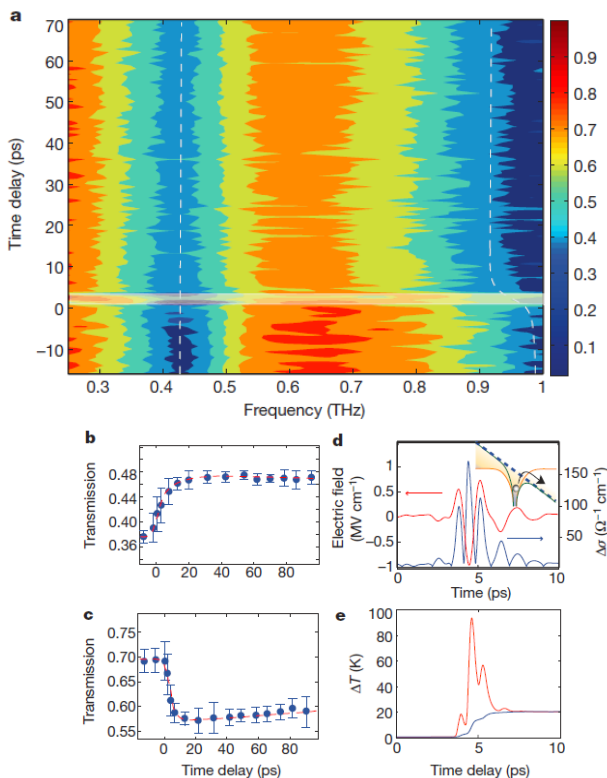 a
70
60
50
40
30
20
10
0
−10
Time delay (ps)
0.3 0.4 0.5 0.6 0.7 0.8 0.9 1
Frequency (THz)
0.9
0.8
0.7
0.6
0.5
0.4
0.3
0.2
0.1
b
0.48
0.44
0.40
0.36
Transmission
0 20 40 60 80
c
0.75
0.70
0.65
0.60
0.55
Transmission
0 20 40 60 80
Time delay (ps)
d
1
0.5
0
−0.5
−1
Electric field
(MV cm⁻¹)
150
100
50
Δσ (Ω⁻¹ cm⁻¹)
0 5 10
Time (ps)
e
100
80
60
40
20
0
ΔT (K)
0 5 10
Time delay (ps)